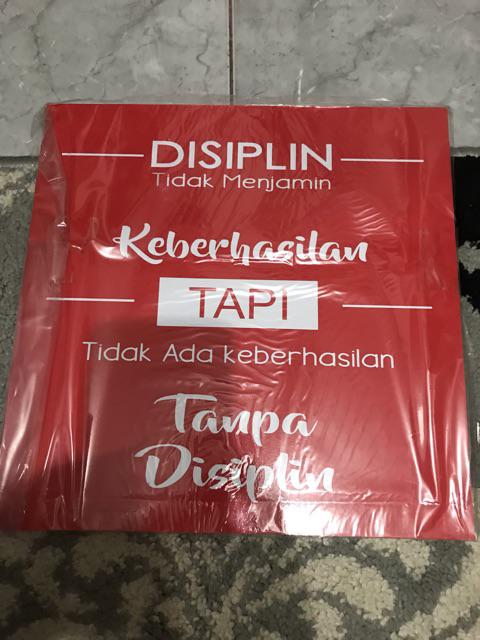 DISIPLIN
Tidak Menjamin
Keberhasilan
TAPI
Tidak Ada keberhasilan
Tanpa
Disiplin